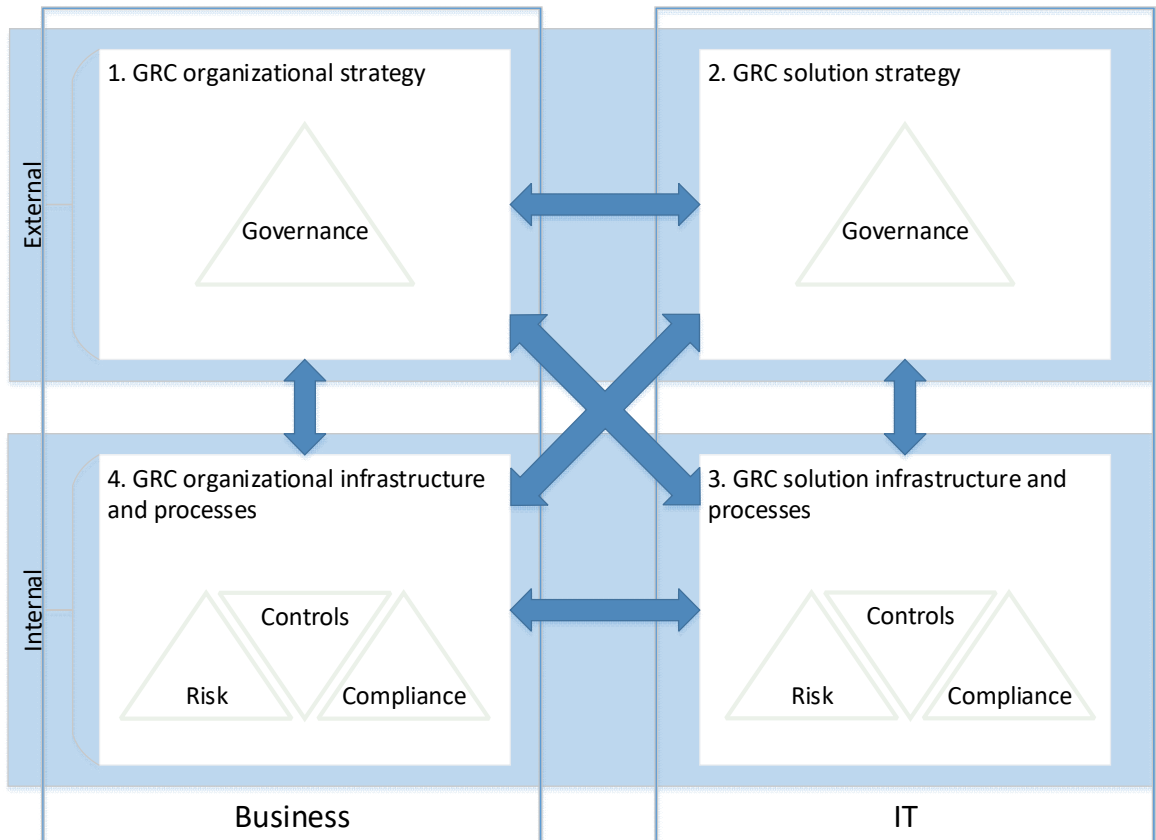 1. GRC organizational strategy
2. GRC solution strategy
External
Governance
Governance
4. GRC organizational infrastructure
and processes
3. GRC solution infrastructure and
processes
Internal
Controls
Risk
Compliance
Controls
Risk
Compliance
Business
IT